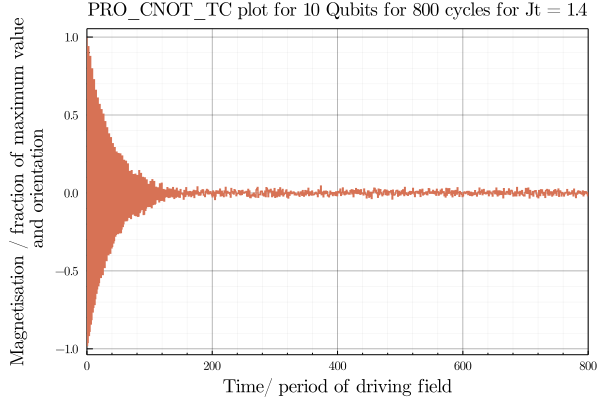 PRO_CNOT_TC plot for 10 Qubits for 800 cycles for Jt = 1.4
Magnetisation / fraction of maximum value
and orientation
1.0
0.5
0.0
−0.5
−1.0
0
200
400
600
800
Time/ period of driving field